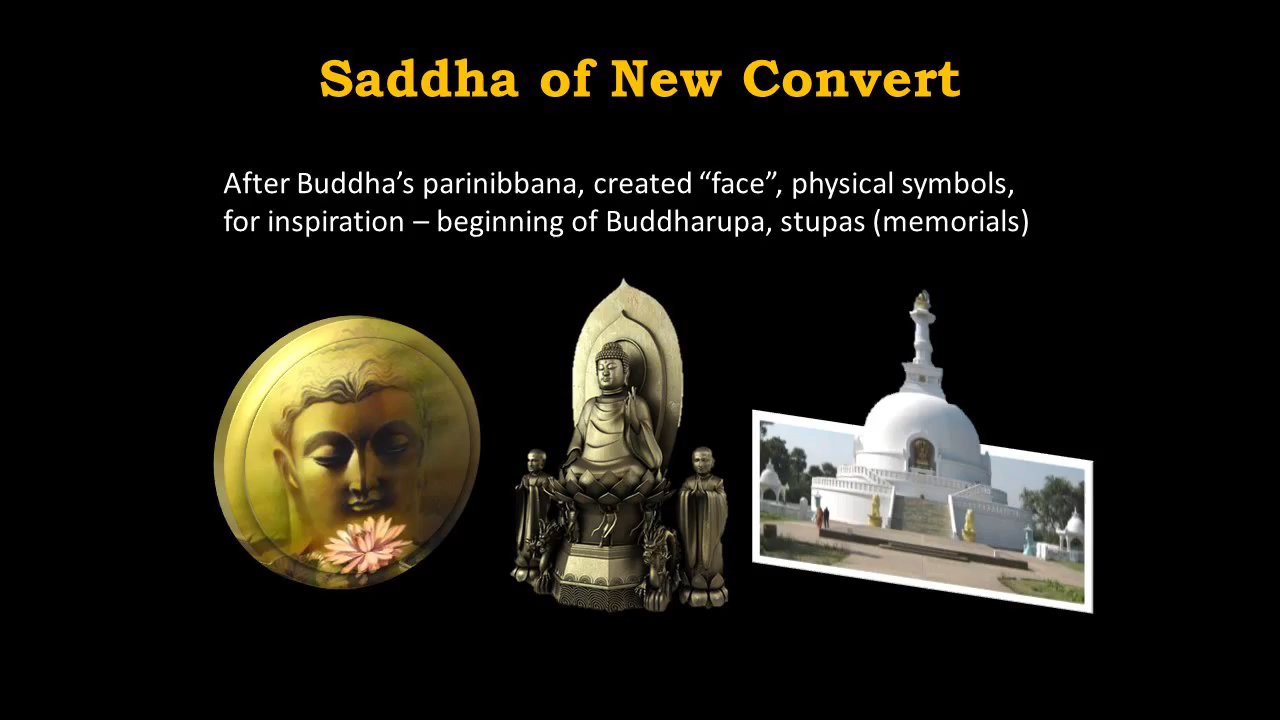 Saddha of New Convert
After Buddha’s parinibbana, created “face”, physical symbols,
for inspiration – beginning of Buddharupa, stupas (memorials)